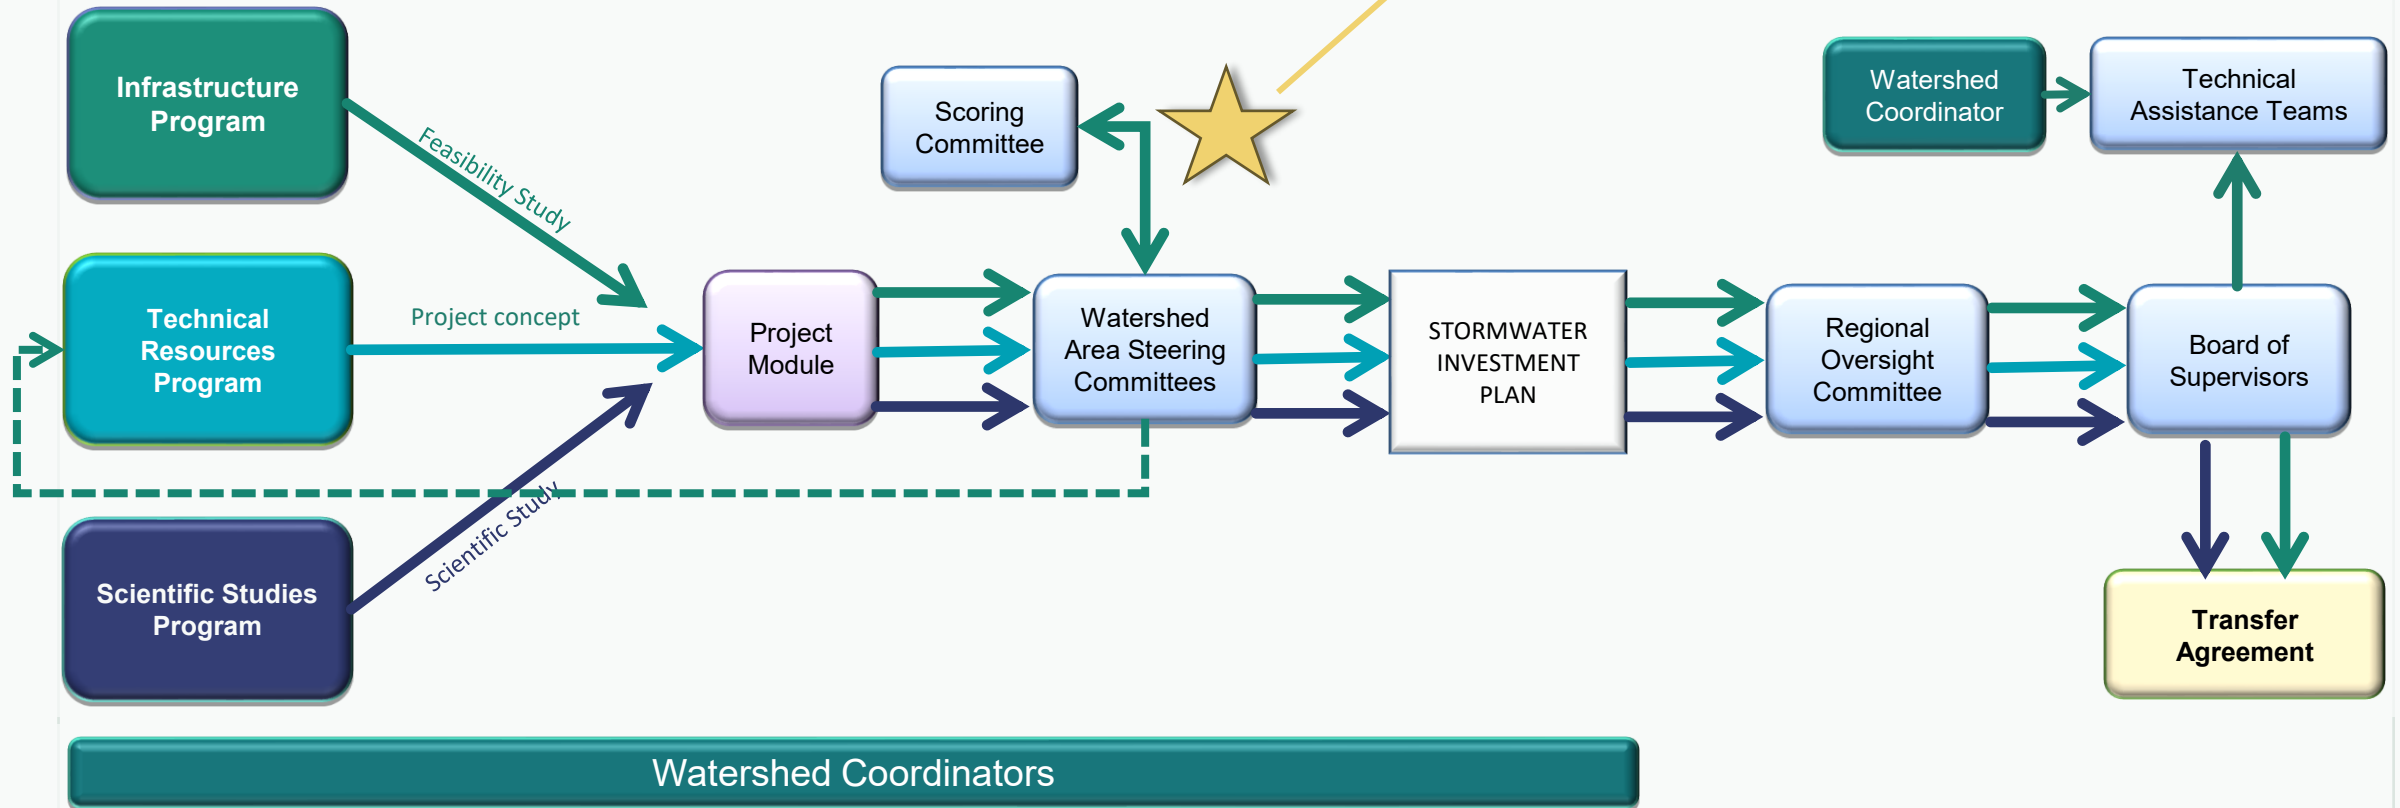 Infrastructure
Program
Feasibility Study
Scoring
Committee
Watershed
Coordinator
Technical
Assistance Teams
Technical
Resources
Program
Project concept
Project
Module
Watershed
Area Steering
Committees
STORMWATER
INVESTMENT
PLAN
Regional
Oversight
Committee
Board of
Supervisors
Scientific Studies
Program
Scientific Study
Transfer
Agreement
Watershed Coordinators